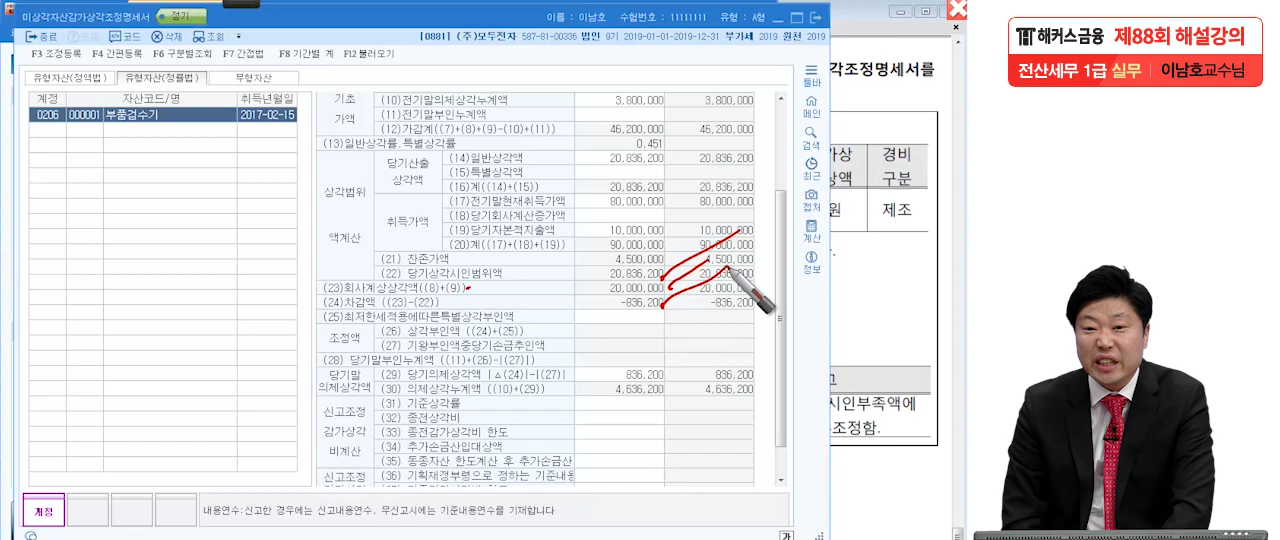 미상각자산감가상각조정명세서
정기
이름 : 이남호 수험번호 : 11111111 유형 : A형
종료
코드
삭제
조회
[0881] (주)모두전자 587-81-00336 법인 9기 2019-01-01-2019-12-31 부가세 2019 원천 2019
F3 조정등록 F4 간편등록 F6 구분별조회 F7 간접법 F8 기간별 계 F12 불러오기
유형자산(정액법)
유형자산(정률법)
무형자산
계정 자산코드/명 취득년월일
0206 000001 부품검수기 2017-02-15
기초
가액
(10)전기말의제상각누계액 3,800,000 3,800,000
(11)전기말부인누계액
(12)가감계((7)+(8)+(9)-(10)+(11)) 46,200,000 46,200,000
(13)일반상각률.특별상각률 0.451
상각범위
액계산
당기산출
상각액
(14)일반상각액 20,836,200 20,836,200
(15)특별상각액
(16)계((14)+(15)) 20,836,200 20,836,200
취득가액
(17)전기말현재취득가액 80,000,000 80,000,000
(18)당기회사계산증가액
(19)당기자본적지출액 10,000,000 10,000,000
(20)계((17)+(18)+(19)) 90,000,000 90,000,000
(21) 잔존가액 4,500,000 4,500,000
(22) 당기상각시인범위액 20,836,200 20,836,200
(23)회사계상상각액((8)+(9)) 20,000,000 20,000,000
(24)차감액 ((23)-(22)) -836,200 -836,200
(25)최저한세적용에따른특별상각부인액
조정액
(26) 상각부인액 ((24)+(25))
(27) 기왕부인액중당기손금추인액
(28) 당기말부인누계액 ((11)+(26)-|(27)|)
당기말
의제상각액
(29) 당기의제상각액 |△(24)|-|(27)| 836,200 836,200
(30) 의제상각누계액 ((10)+(29)) 4,636,200 4,636,200
신고조정
감가상각
비계산
(31) 기준상각률
(32) 종전상각비
(33) 종전감가상각비 한도
(34) 추가손금산입대상액
(35) 동종자산 한도계산 후 추가손금산
신고조정
(36) 기획재정부령으로 정하는 기준내용
계정
내용연수:신고한 경우에는 신고내용연수, 무신고시에는 기준내용연수를 기재합니다
가
툴바
메인
검색
최근
캡처
계산
정보
각조정명세서를
가상
각액
경비
구분
원
제조
시인부족액에
조정함.
해커스금융 제88회 해설강의
전산세무 1급 실무 이남호교수님